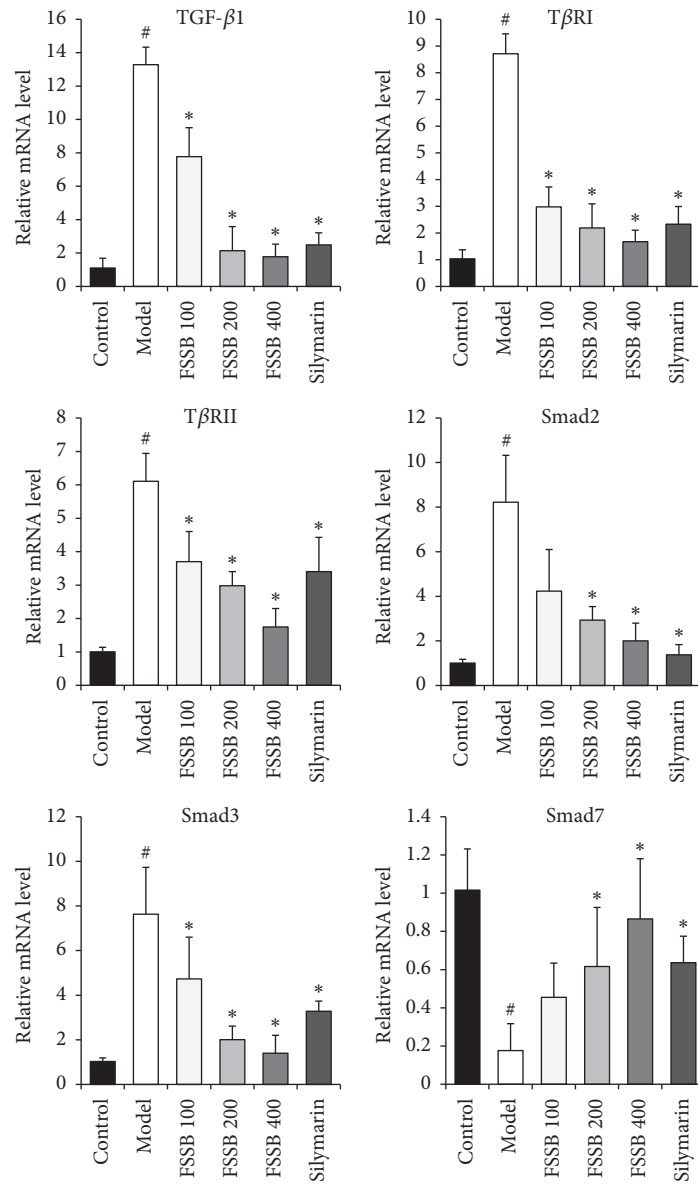 TGF-β1
Relative mRNA level
16
14
12
10
8
6
4
2
0
#
*
*
*
*
Control
Model
FSSB 100
FSSB 200
FSSB 400
Silymarin
TβRI
Relative mRNA level
10
9
8
7
6
5
4
3
2
1
0
#
*
*
*
*
Control
Model
FSSB 100
FSSB 200
FSSB 400
Silymarin
TβRII
Relative mRNA level
8
7
6
5
4
3
2
1
0
#
*
*
*
*
Control
Model
FSSB 100
FSSB 200
FSSB 400
Silymarin
Smad2
Relative mRNA level
12
10
8
6
4
2
0
#
*
*
*
Control
Model
FSSB 100
FSSB 200
FSSB 400
Silymarin
Smad3
Relative mRNA level
12
10
8
6
4
2
0
#
*
*
*
*
Control
Model
FSSB 100
FSSB 200
FSSB 400
Silymarin
Smad7
Relative mRNA level
1.4
1.2
1
0.8
0.6
0.4
0.2
0
#
*
*
*
Control
Model
FSSB 100
FSSB 200
FSSB 400
Silymarin